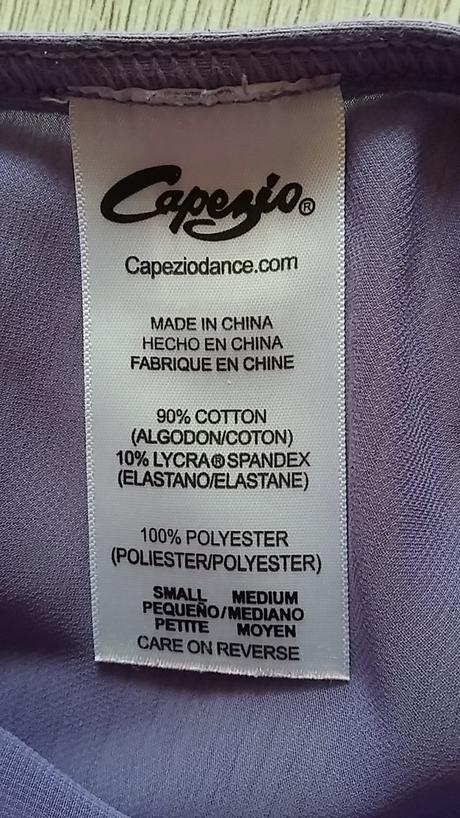 Capezio®
Capeziodance.com
MADE IN CHINA
HECHO EN CHINA
FABRIQUE EN CHINE
90% COTTON
(ALGODON/COTON)
10% LYCRA®SPANDEX
(ELASTANO/ELASTANE)
100% POLYESTER
(POLIESTER/POLYESTER)
SMALL MEDIUM
PEQUEÑO/MEDIANO
PETITE MOYEN
CARE ON REVERSE